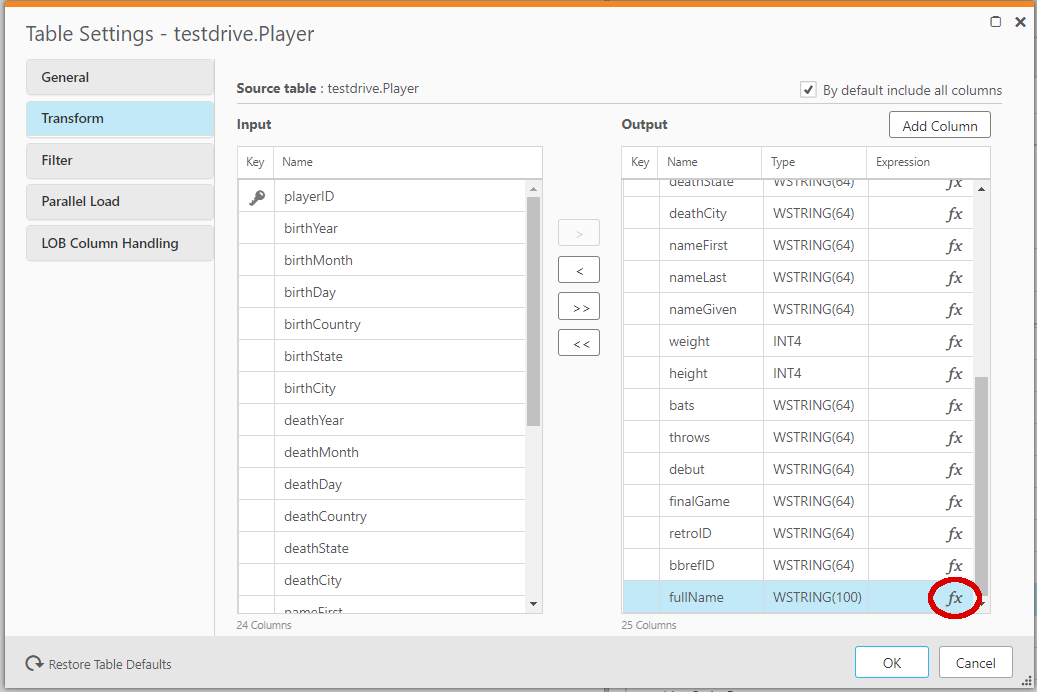 Table Settings - testdrive.Player
General
Transform
Filter
Parallel Load
LOB Column Handling
Source table : testdrive.Player
By default include all columns
Input
Key Name
playerID
birthYear
birthMonth
birthDay
birthCountry
birthState
birthCity
deathYear
deathMonth
deathDay
deathCountry
deathState
deathCity
nameFirst
24 Columns
>
<
>>
<<
Output
Add Column
Key Name Type Expression
deathState WSTRING(64) fx
deathCity WSTRING(64) fx
nameFirst WSTRING(64) fx
nameLast WSTRING(64) fx
nameGiven WSTRING(64) fx
weight INT4 fx
height INT4 fx
bats WSTRING(64) fx
throws WSTRING(64) fx
debut WSTRING(64) fx
finalGame WSTRING(64) fx
retroID WSTRING(64) fx
bbrefID WSTRING(64) fx
fullName WSTRING(100) fx
25 Columns
Restore Table Defaults
OK
Cancel